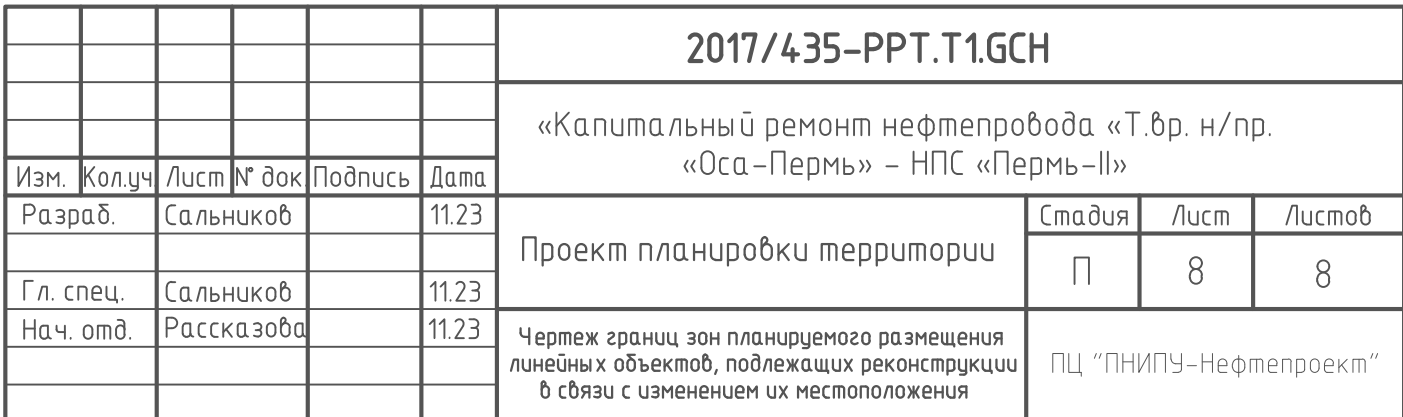 2017/435-PPT.T1.GCH
«Капитальный ремонт нефтепровода «Т.вр. н/пр.
«Оса-Пермь» - НПС «Пермь-II»
Изм. Кол.уч Лист № док. Подпись Дата
Разраб. Сальников 11.23
Гл. спец. Сальников 11.23
Нач. отд. Рассказова 11.23
Проект планировки территории
Стадия Лист Листов
П 8 8
Чертеж границ зон планируемого размещения
линейных объектов, подлежащих реконструкции
в связи с изменением их местоположения
ПЦ "ПНИПУ-Нефтепроект"